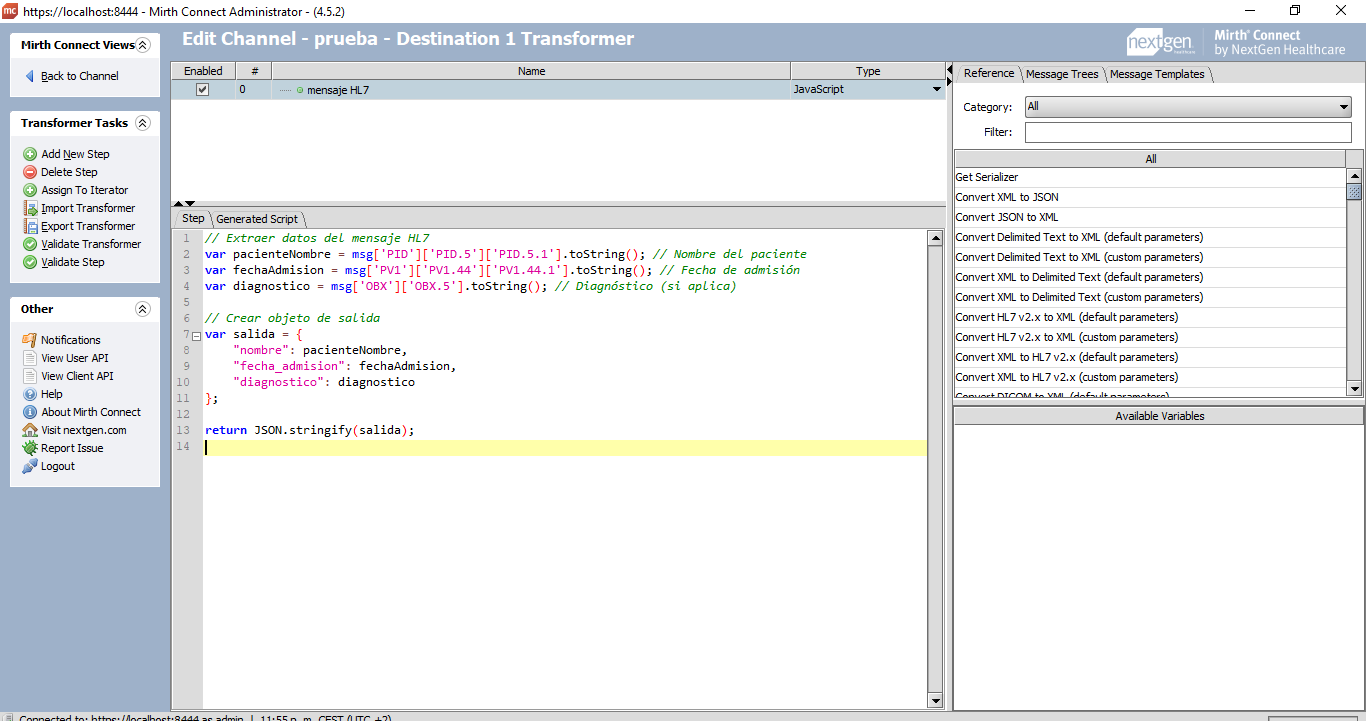 mc https://localhost:8444 - Mirth Connect Administrator - (4.5.2)
Mirth Connect Views
Back to Channel
Transformer Tasks
Add New Step
Delete Step
Assign To Iterator
Import Transformer
Export Transformer
Validate Transformer
Validate Step
Other
Notifications
View User API
View Client API
Help
About Mirth Connect
Visit nextgen.com
Report Issue
Logout
Edit Channel - prueba - Destination 1 Transformer
nextgen
Mirth® Connect
by NextGen Healthcare
Enabled # Name Type
0 mensaje HL7 JavaScript
Step Generated Script
1 // Extraer datos del mensaje HL7
2 var pacienteNombre = msg['PID']['PID.5']['PID.5.1'].toString(); // Nombre del paciente
3 var fechaAdmision = msg['PV1']['PV1.44']['PV1.44.1'].toString(); // Fecha de admisión
4 var diagnostico = msg['OBX']['OBX.5'].toString(); // Diagnóstico (si aplica)
5
6 // Crear objeto de salida
7 var salida = {
8 "nombre": pacienteNombre,
9 "fecha_admision": fechaAdmision,
10 "diagnostico": diagnostico
11 };
12
13 return JSON.stringify(salida);
14
Reference Message Trees Message Templates
Category: All
Filter:
All
Get Serializer
Convert XML to JSON
Convert JSON to XML
Convert Delimited Text to XML (default parameters)
Convert Delimited Text to XML (custom parameters)
Convert XML to Delimited Text (default parameters)
Convert XML to Delimited Text (custom parameters)
Convert HL7 v2.x to XML (default parameters)
Convert HL7 v2.x to XML (custom parameters)
Convert XML to HL7 v2.x (default parameters)
Convert XML to HL7 v2.x (custom parameters)
Convert DICOM to XML (default parameters)
Available Variables
Connected to: https://localhost:8444 as admin | 11:55 p. m. CEST (UTC +2)